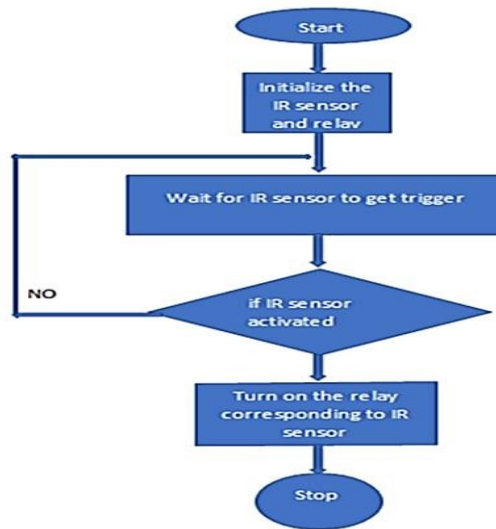 Start
Initialize the
IR sensor
and relay
Wait for IR sensor to get trigger
NO
if IR sensor
activated
Turn on the relay
corresponding to IR
sensor
Stop